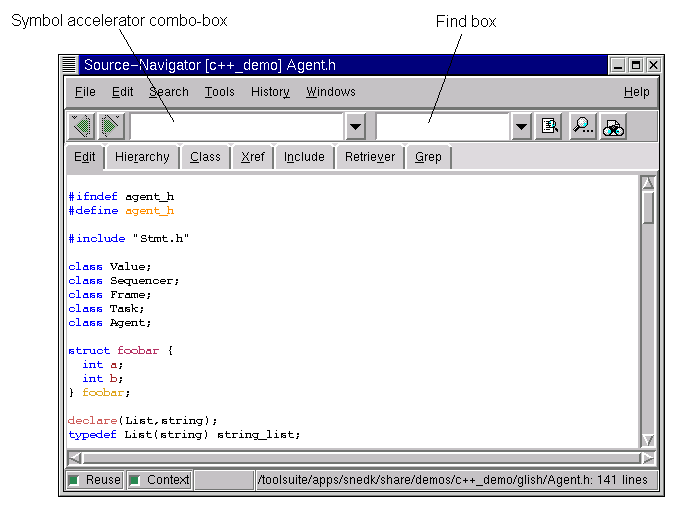 Symbol accelerator combo-box
Find box
Source-Navigator [c++_demo] Agent.h
File Edit Search Tools History Windows Help
Edit Hierarchy Class Xref Include Retriever Grep
#ifndef agent_h
#define agent_h
#include "Stmt.h"
class Value;
class Sequencer;
class Frame;
class Task;
class Agent;
struct foobar {
int a;
int b;
} foobar;
declare(List,string);
typedef List(string) string_list;
Reuse Context /toolsuite/apps/snedk/share/demos/c++_demo/glish/Agent.h: 141 lines